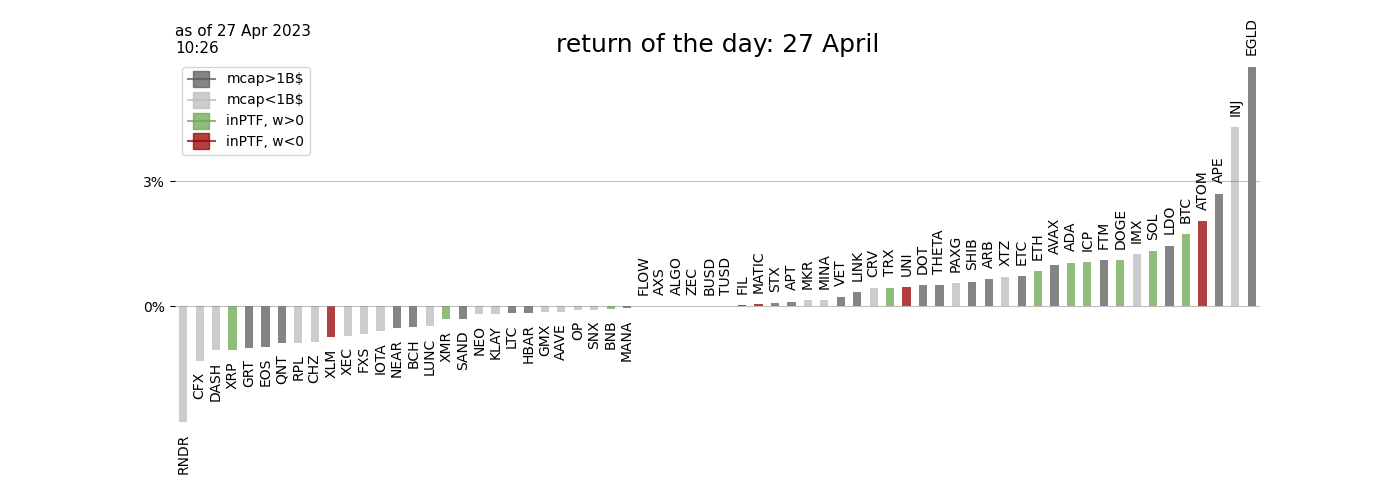 as of 27 Apr 2023
10:26
return of the day: 27 April
mcap>1B$
mcap<1B$
inPTF, w>0
inPTF, w<0
3%
0%
RNDR
CFX
DASH
XRP
GRT
EOS
QNT
RPL
CHZ
XLM
XEC
FXS
IOTA
NEAR
BCH
LUNC
XMR
SAND
NEO
KLAY
LTC
HBAR
GMX
AAVE
OP
SNX
BNB
MANA
FLOW
AXS
ALGO
ZEC
BUSD
TUSD
FIL
MATIC
STX
APT
MKR
MINA
VET
LINK
CRV
TRX
UNI
DOT
THETA
PAXG
SHIB
ARB
XTZ
ETC
ETH
AVAX
ADA
ICP
FTM
DOGE
IMX
SOL
LDO
BTC
ATOM
APE
INJ
EGLD